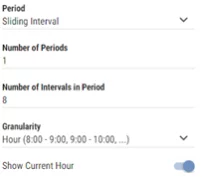 Period
Sliding Interval
Number of Periods
1
Number of Intervals in Period
8
Granularity
Hour (8:00 - 9:00, 9:00 - 10:00, ...)
Show Current Hour